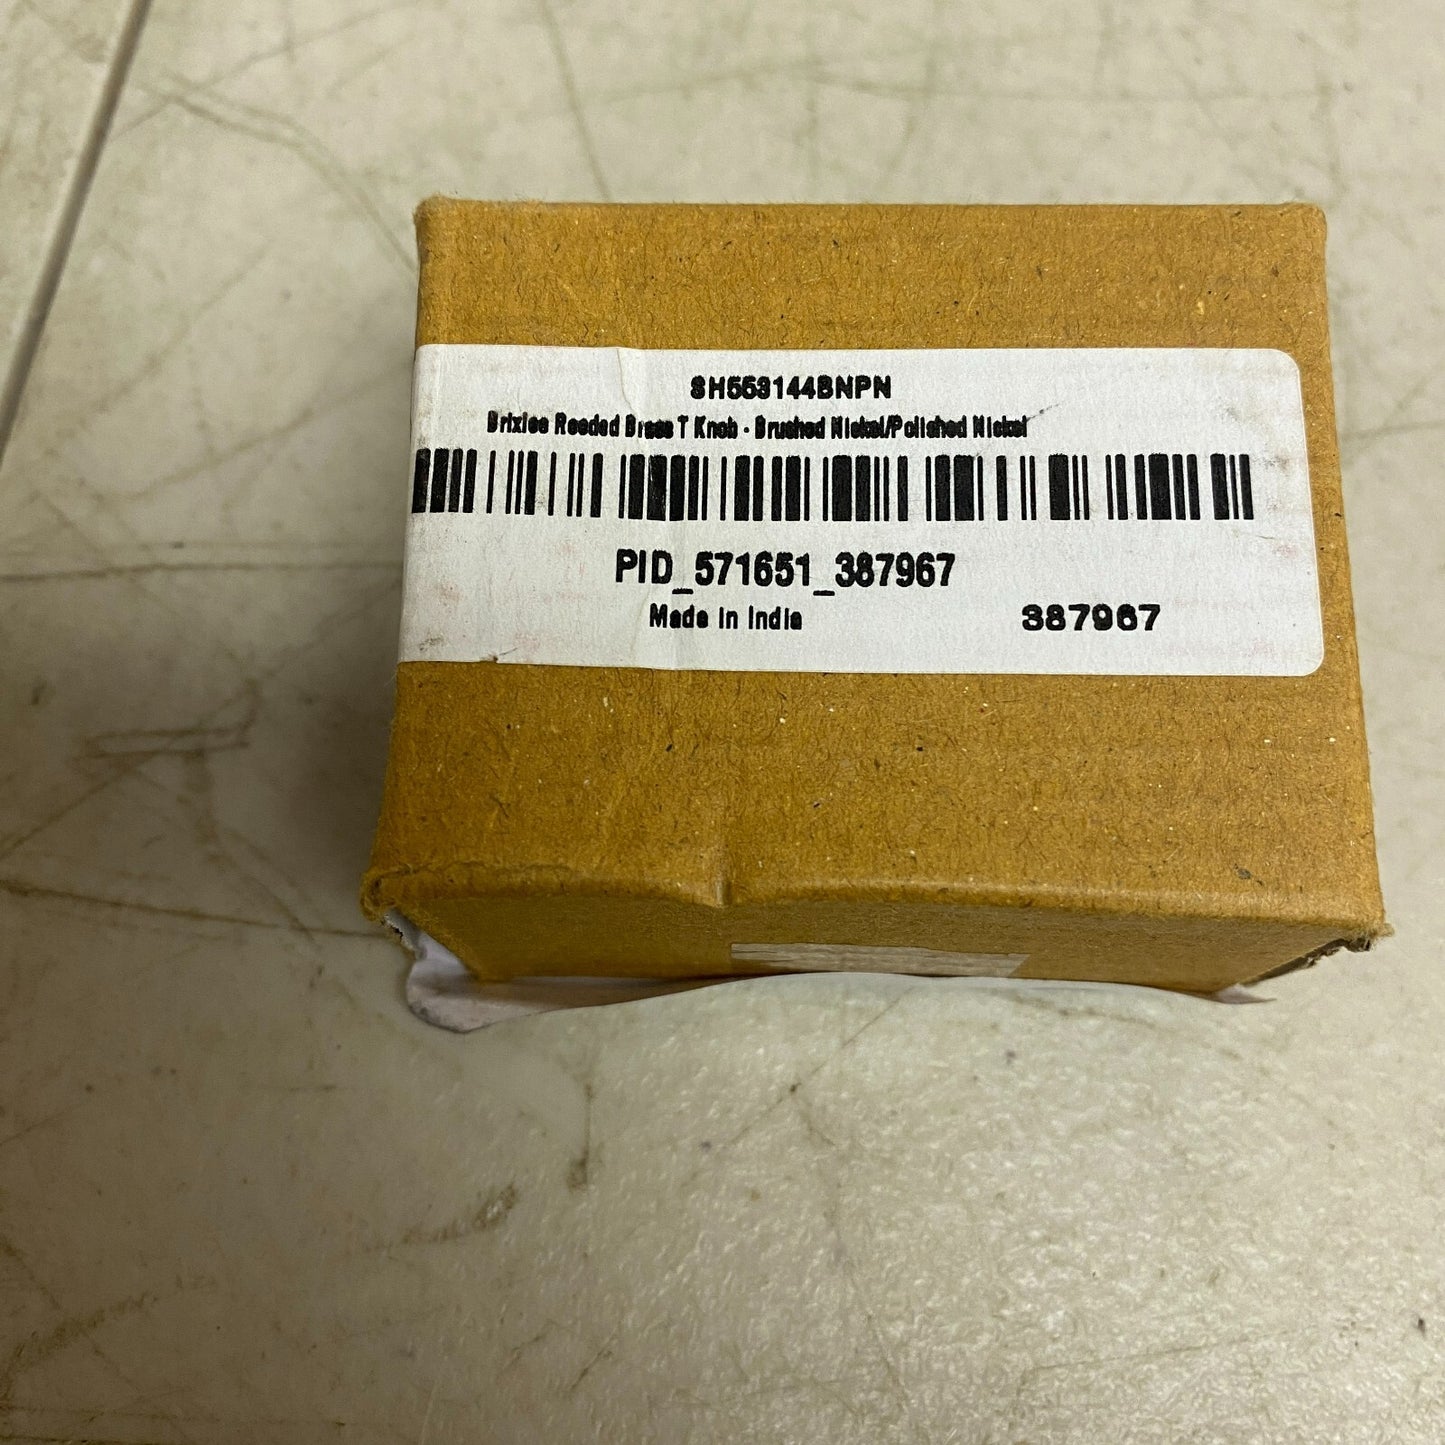 SH553144BNPN
Brixlee Reeded Brass T Knob - Brushed Nickel/Polished Nickel
PID_571651_387967
Made in India 387967